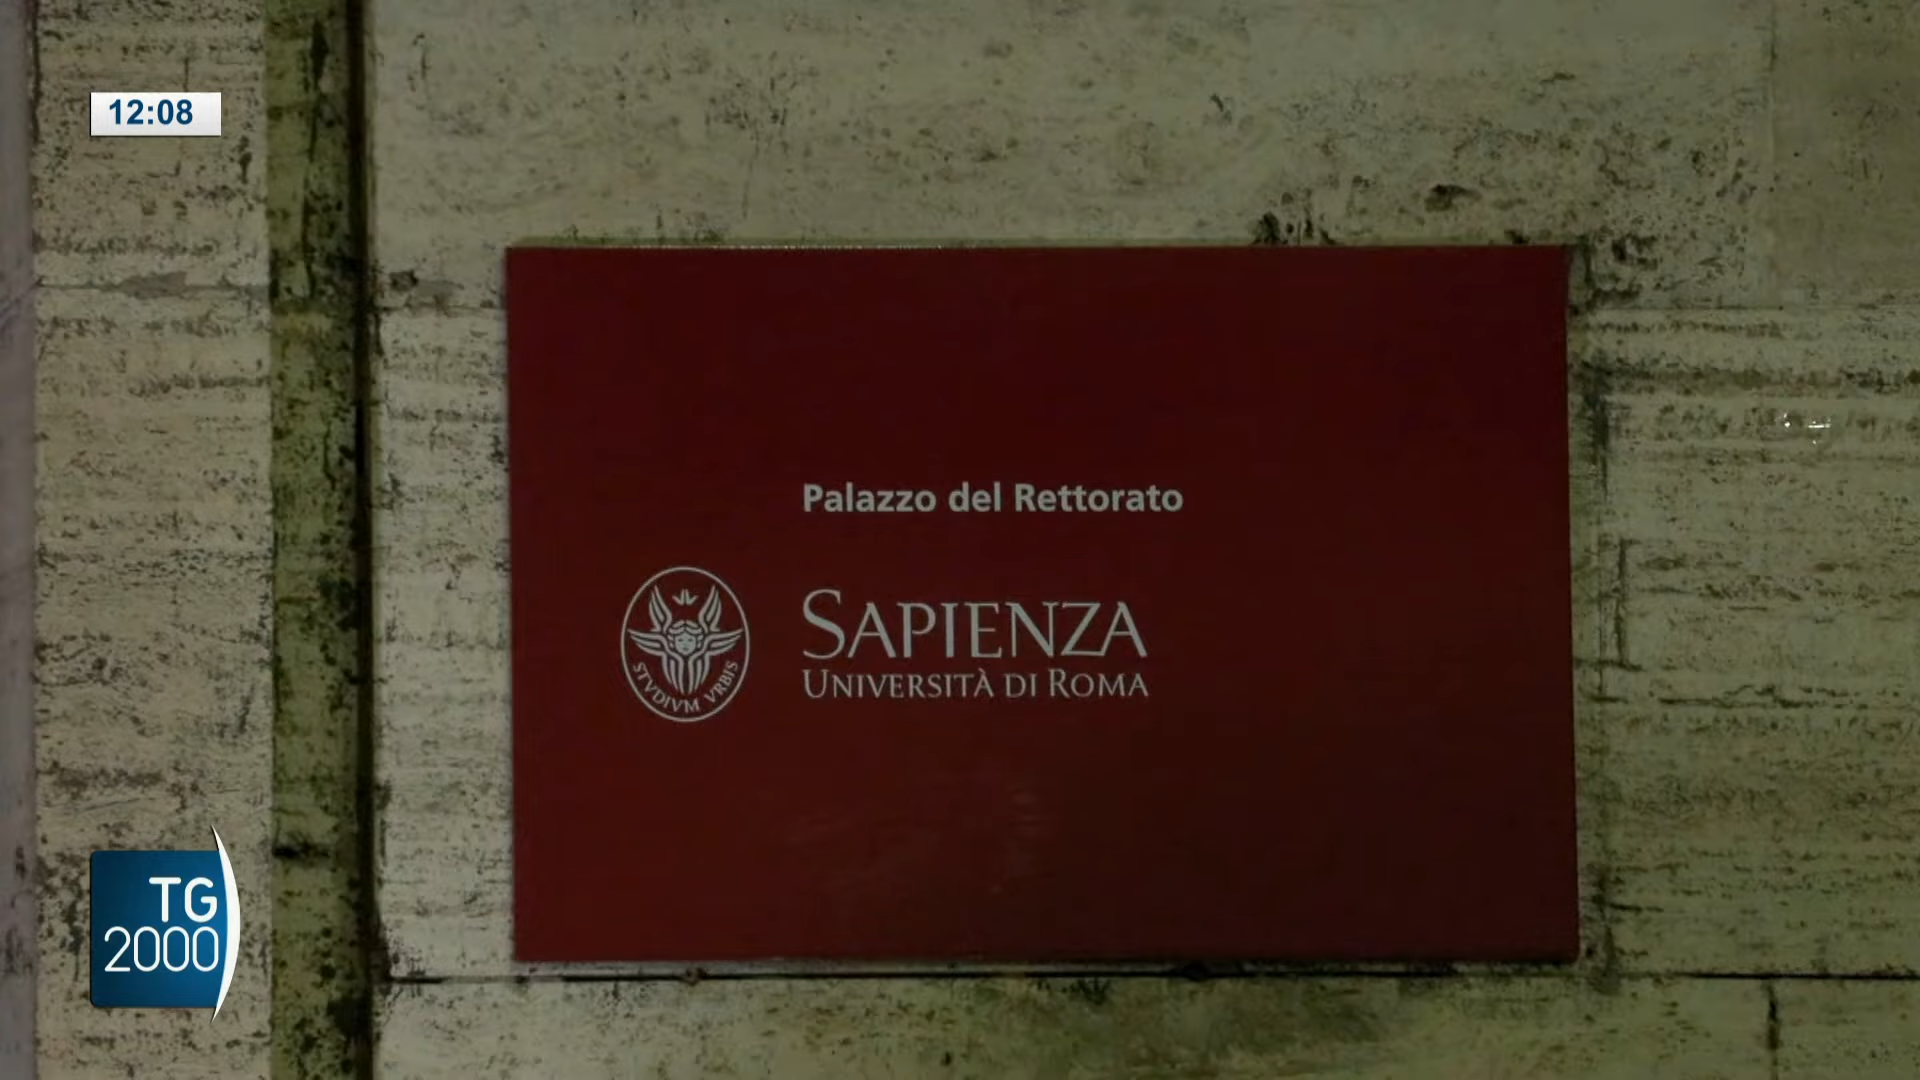 12:08
Palazzo del Rettorato
SAPIENZA
UNIVERSITÀ DI ROMA
STVDIVM VRBIS
TG
2000